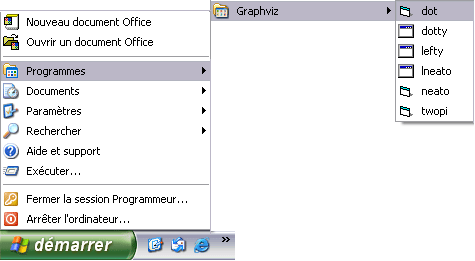 Nouveau document Office
Ouvrir un document Office
Programmes
Documents
Paramètres
Rechercher
Aide et support
Exécuter...
Fermer la session Programmeur...
Arrêter l'ordinateur...
démarrer
Graphviz
dot
dotty
lefty
lneato
neato
twopi